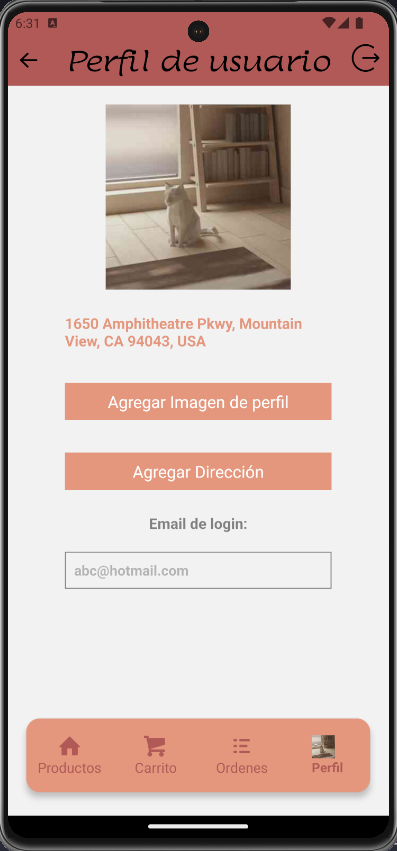 6:31 A
Perfil de usuario
1650 Amphitheatre Pkwy, Mountain
View, CA 94043, USA
Agregar Imagen de perfil
Agregar Dirección
Email de login:
abc@hotmail.com
Productos Carrito Ordenes Perfil